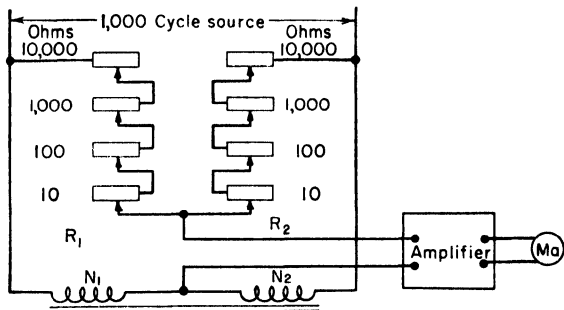 1,000 Cycle source
Ohms Ohms
10,000 10,000
1,000 1,000
100 100
10 10
R1 R2
Amplifier Ma
N1 N2